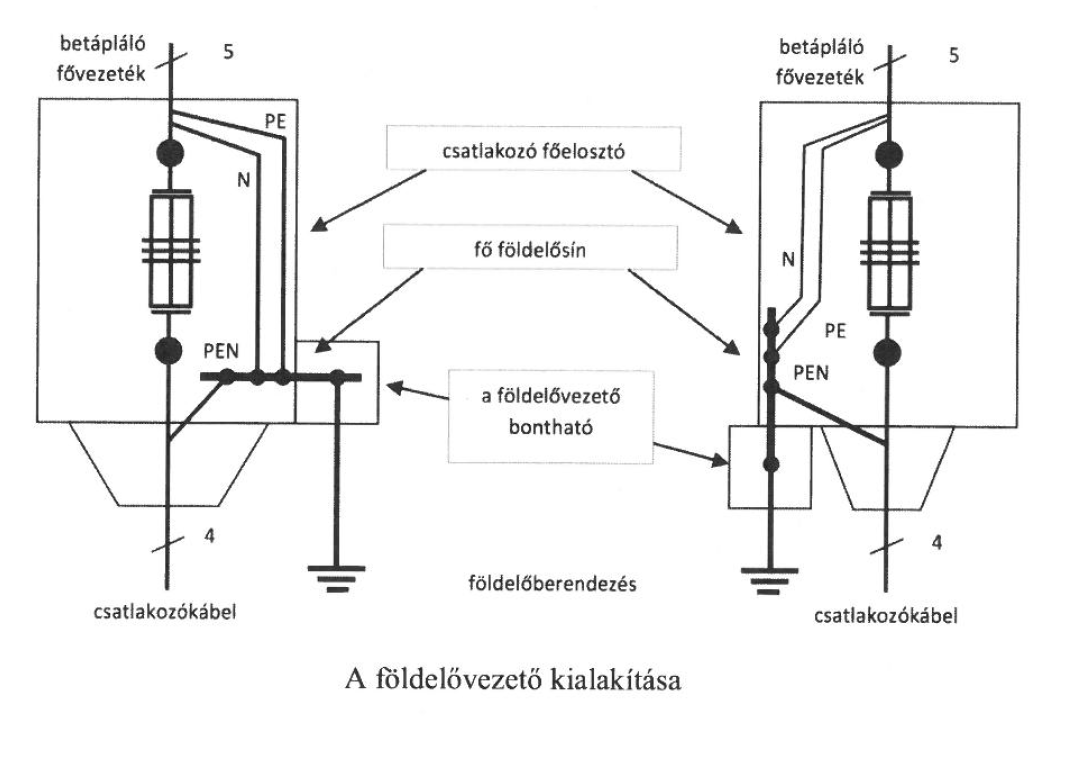 betápláló
fővezeték
5
betápláló
fővezeték
5
PE
N
csatlakozó főelosztó
fő földelősín
N
PE
PEN
PEN
a földelővezető
bontható
4
4
földelőberendezés
csatlakozókábel
csatlakozókábel
A földelővezető kialakítása